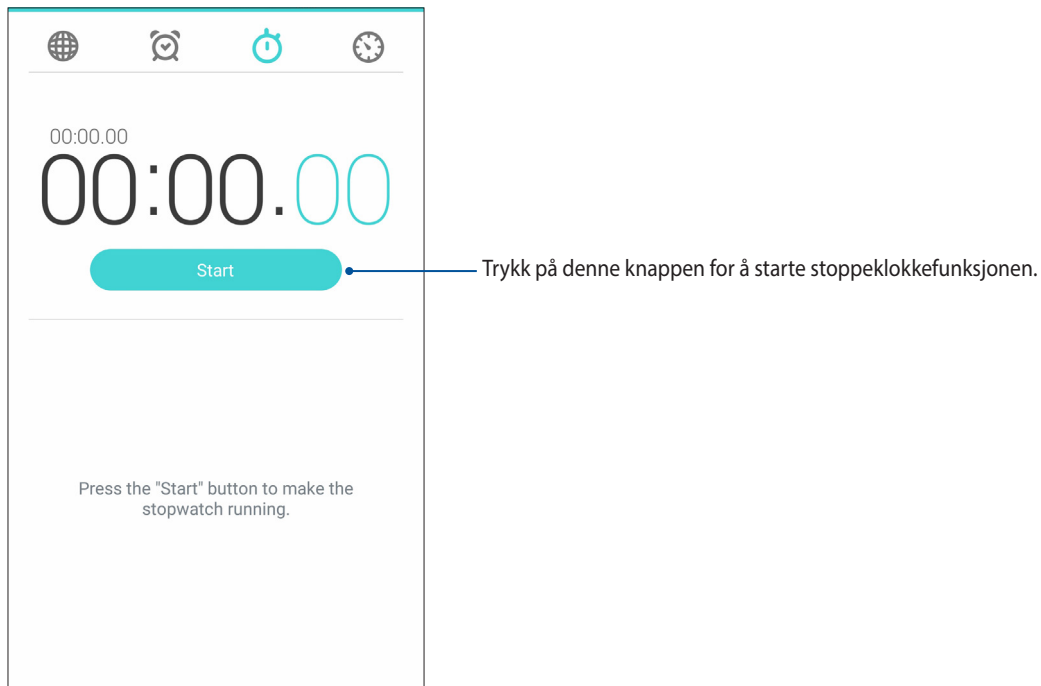 00:00.00
00:00.00
Start
Trykk på denne knappen for å starte stoppeklokkefunksjonen.
Press the "Start" button to make the
stopwatch running.